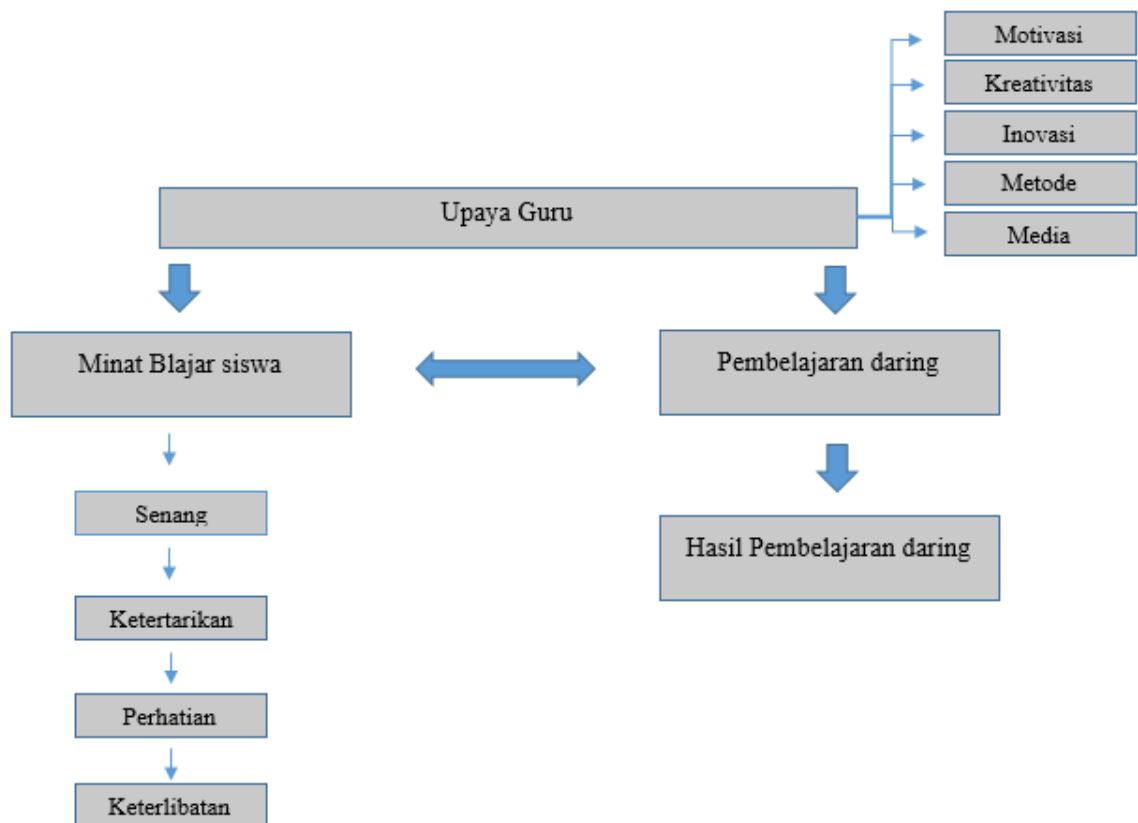 Motivasi
Kreativitas
Inovasi
Metode
Media
Upaya Guru
Minat Blajar siswa
Pembelajaran daring
Senang
Ketertarikan
Perhatian
Keterlibatan
Hasil Pembelajaran daring